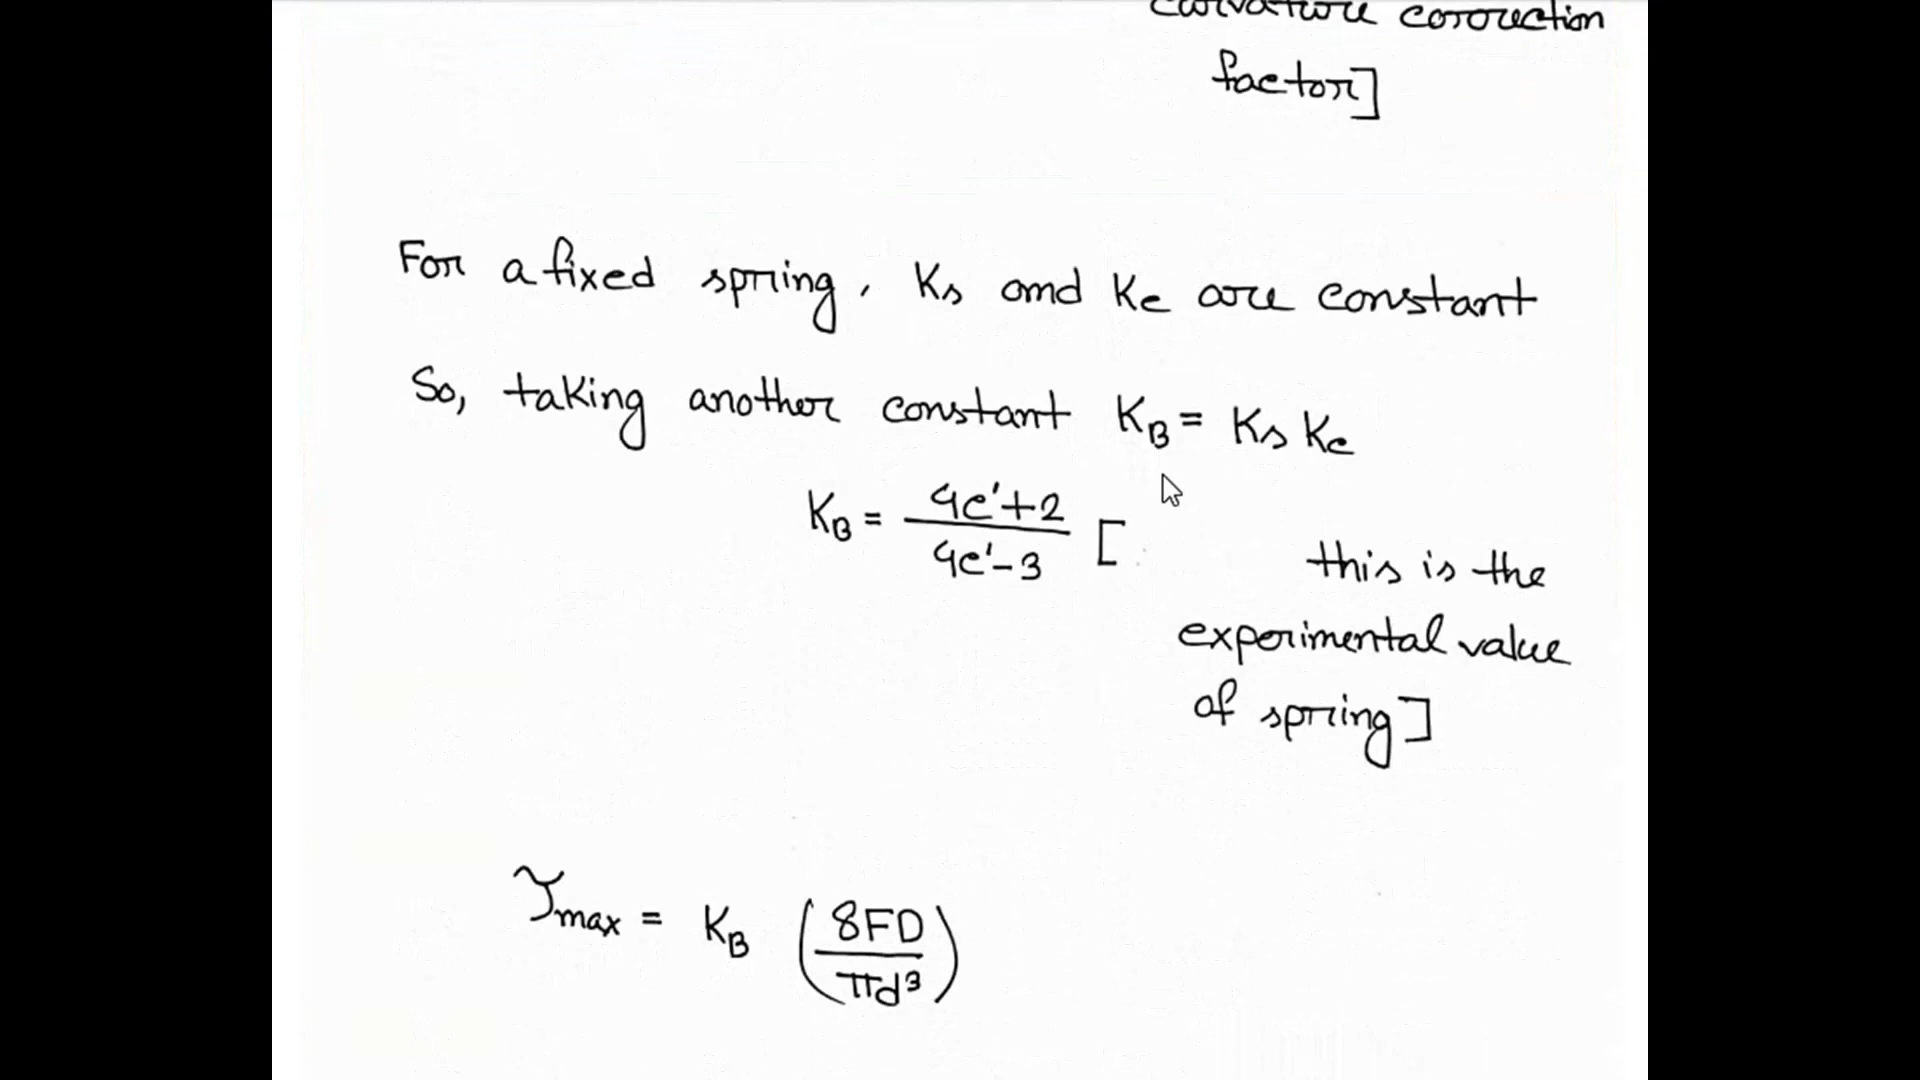 curvature correction
factor]
For a fixed spring, Ks and Kc are constant
So, taking another constant KB = Ks Kc
KB = (4c'+2)/(4c'-3) [ this is the
experimental value
of spring]
τmax = KB (8FD/πd³)